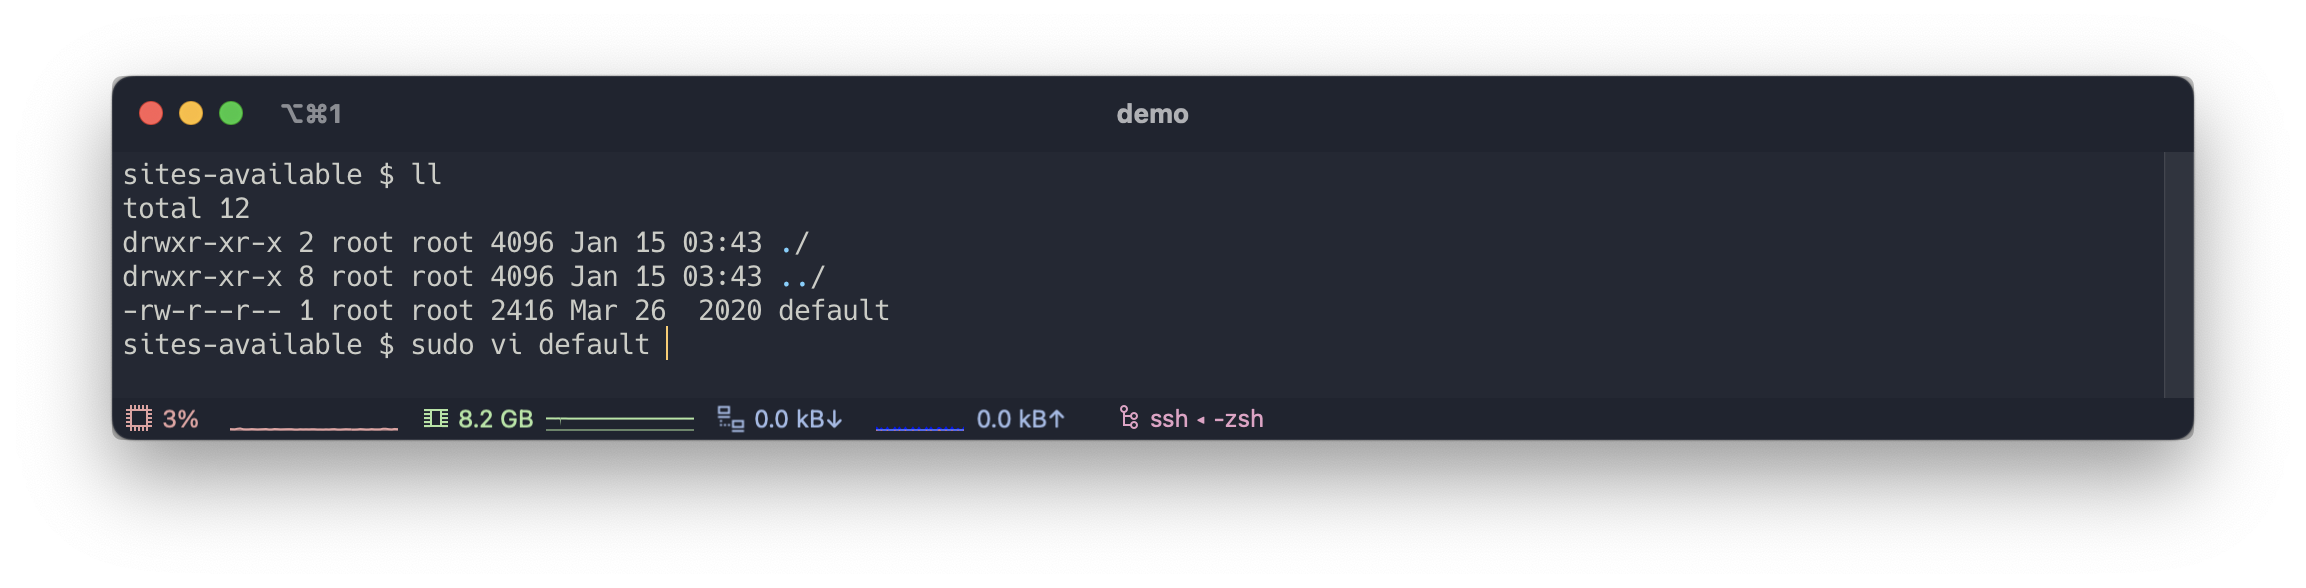 ⌥⌘1
demo
sites-available $ ll
total 12
drwxr-xr-x 2 root root 4096 Jan 15 03:43 ./
drwxr-xr-x 8 root root 4096 Jan 15 03:43 ../
-rw-r--r-- 1 root root 2416 Mar 26  2020 default
sites-available $ sudo vi default
3% 8.2 GB 0.0 kB↓ 0.0 kB↑ ssh ◂ -zsh